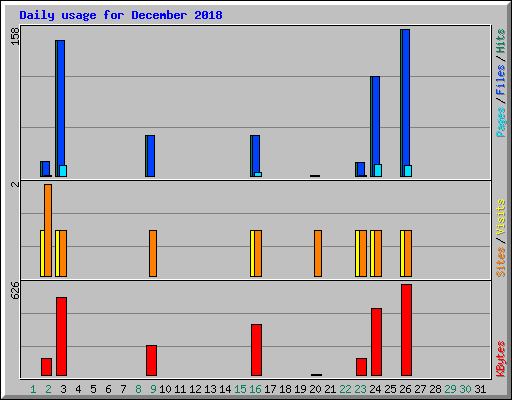 Daily usage for December 2018
158
Pages / Files / Hits
2
Sites / Visits
626
KBytes
1 2 3 4 5 6 7 8 9 10 11 12 13 14 15 16 17 18 19 20 21 22 23 24 25 26 27 28 29 30 31